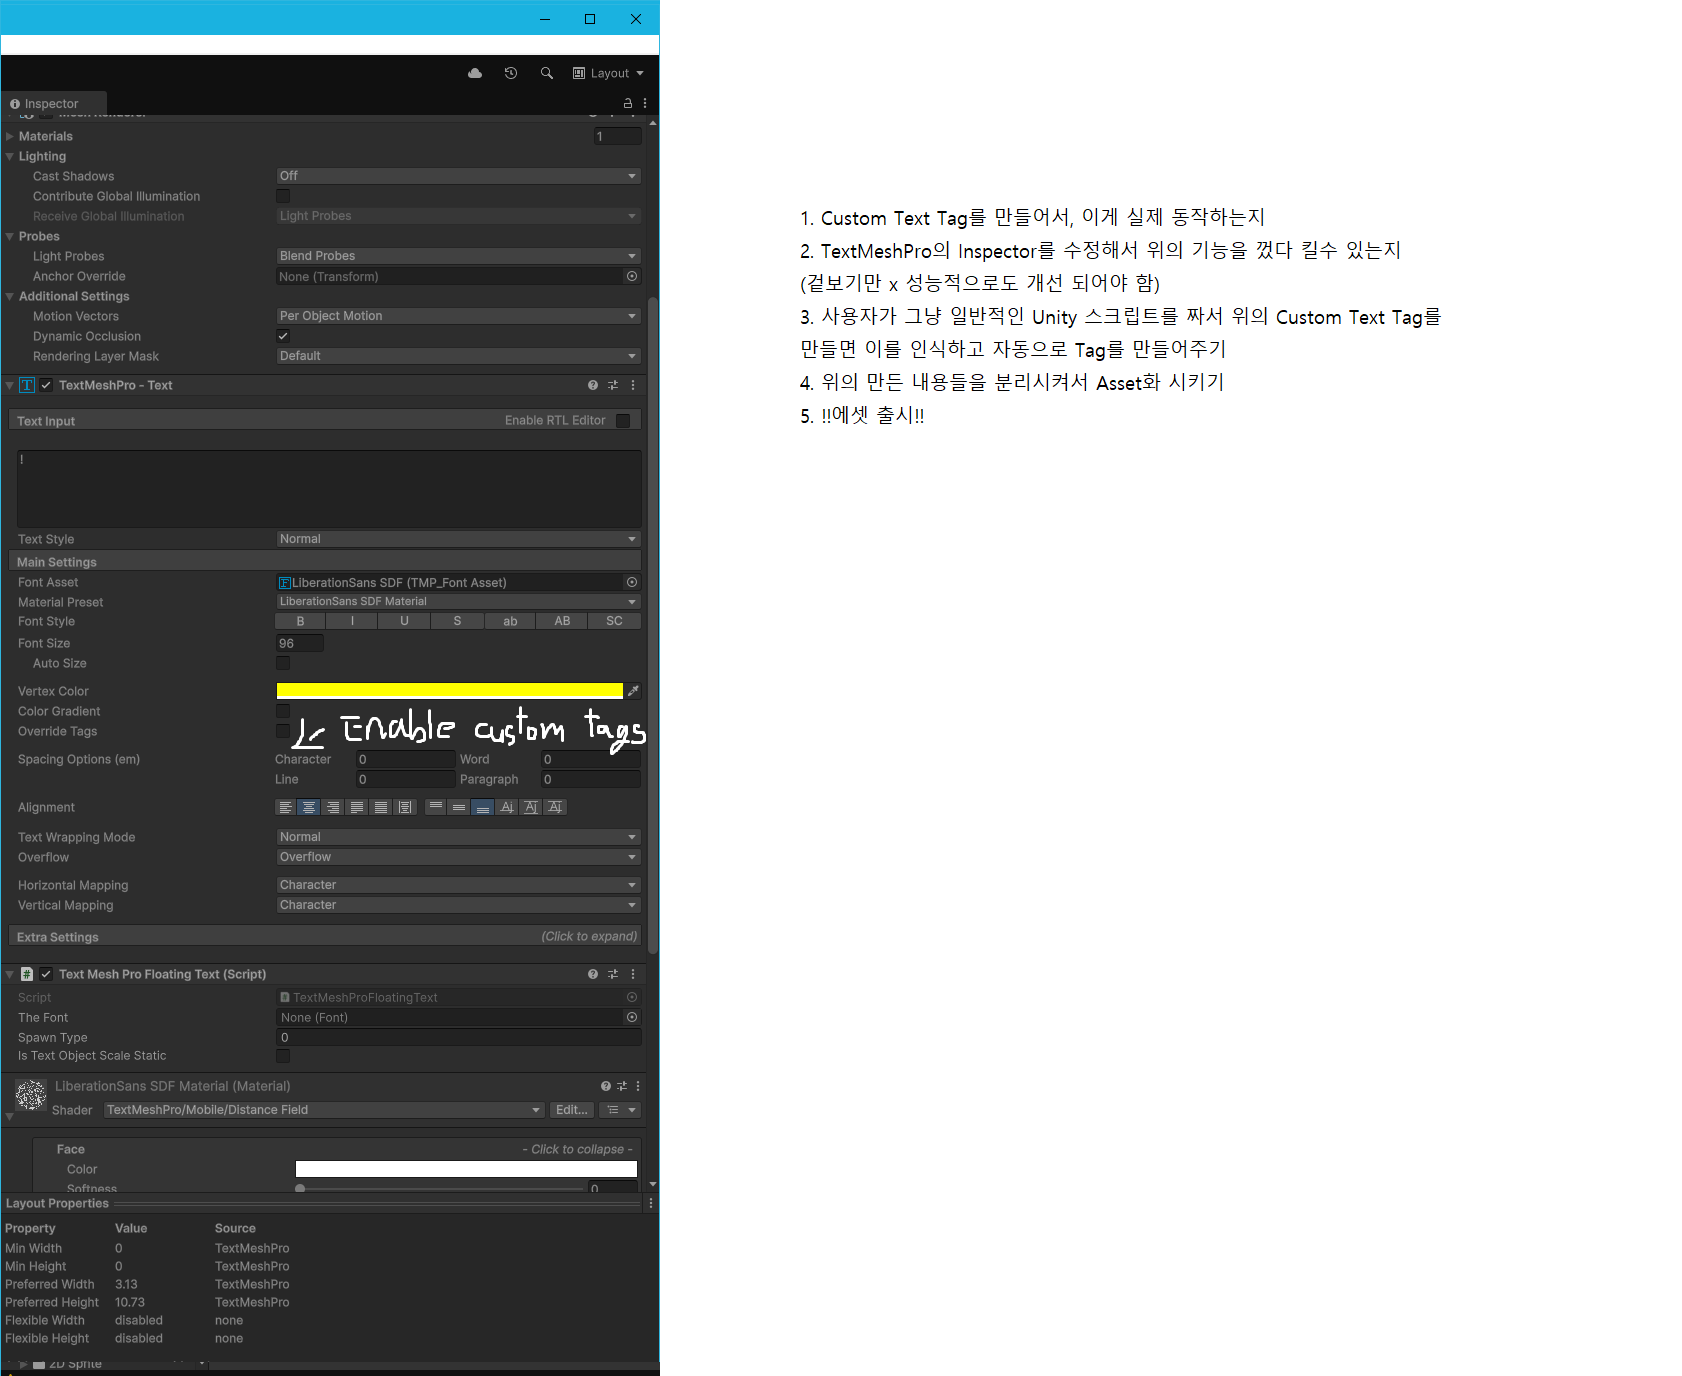 Layout
Inspector
Materials 1
Lighting
Cast Shadows Off
Contribute Global Illumination
Receive Global Illumination Light Probes
Probes
Light Probes Blend Probes
Anchor Override None (Transform)
Additional Settings
Motion Vectors Per Object Motion
Dynamic Occlusion
Rendering Layer Mask Default
TextMeshPro - Text
Text Input Enable RTL Editor
!
Text Style Normal
Main Settings
Font Asset LiberationSans SDF (TMP_Font Asset)
Material Preset LiberationSans SDF Material
Font Style B I U S ab AB SC
Font Size 96
Auto Size
Vertex Color
Color Gradient
Override Tags
Enable custom tags
Spacing Options (em) Character 0 Word 0
Line 0 Paragraph 0
Alignment
Text Wrapping Mode Normal
Overflow Overflow
Horizontal Mapping Character
Vertical Mapping Character
Extra Settings (Click to expand)
Text Mesh Pro Floating Text (Script)
Script TextMeshProFloatingText
The Font None (Font)
Spawn Type 0
Is Text Object Scale Static
LiberationSans SDF Material (Material)
Shader TextMeshPro/Mobile/Distance Field Edit...
Face - Click to collapse -
Color
Softness 0
Layout Properties
Property Value Source
Min Width 0 TextMeshPro
Min Height 0 TextMeshPro
Preferred Width 3.13 TextMeshPro
Preferred Height 10.73 TextMeshPro
Flexible Width disabled none
Flexible Height disabled none
2D Sprite
1. Custom Text Tag를 만들어서, 이게 실제 동작하는지
2. TextMeshPro의 Inspector를 수정해서 위의 기능을 껐다 킬수 있는지
(겉보기만 x 성능적으로도 개선 되어야 함)
3. 사용자가 그냥 일반적인 Unity 스크립트를 짜서 위의 Custom Text Tag를
만들면 이를 인식하고 자동으로 Tag를 만들어주기
4. 위의 만든 내용들을 분리시켜서 Asset화 시키기
5. !!에셋 출시!!